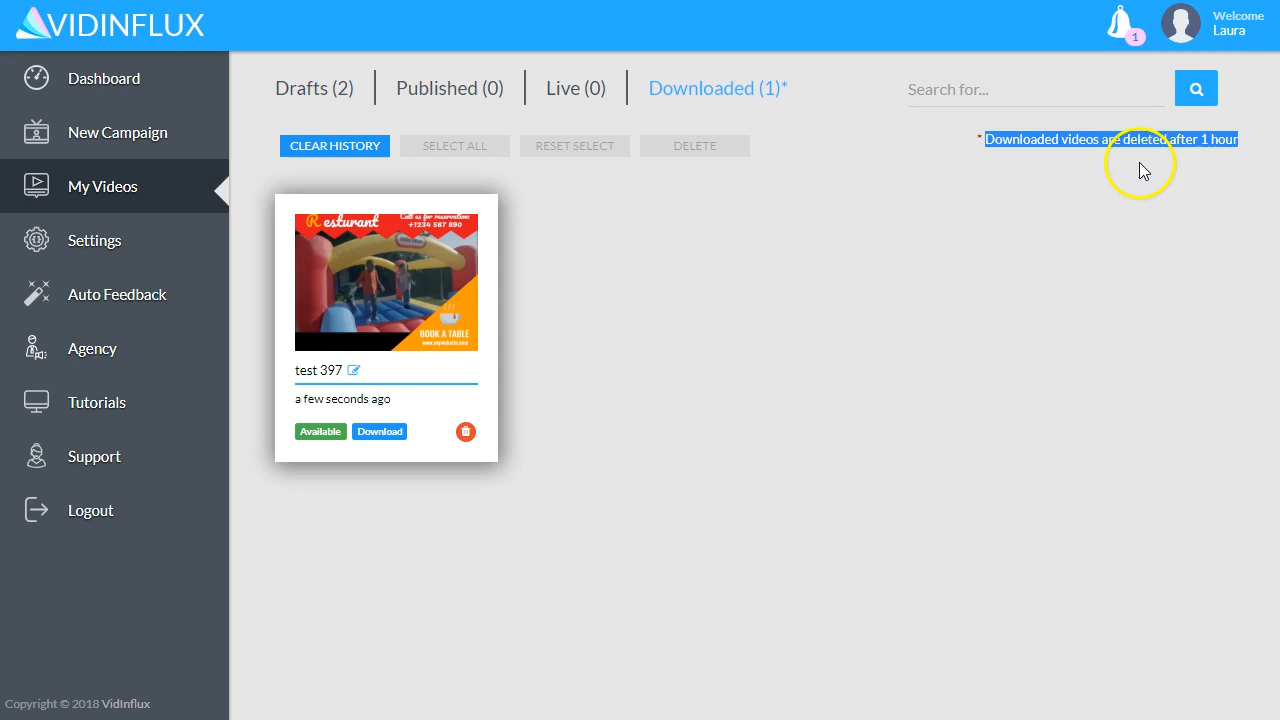 VIDINFLUX
1
Welcome
Laura
Dashboard
New Campaign
My Videos
Settings
Auto Feedback
Agency
Tutorials
Support
Logout
Copyright © 2018 VidInflux
Drafts (2)
Published (0)
Live (0)
Downloaded (1)*
Search for...
CLEAR HISTORY
SELECT ALL
RESET SELECT
DELETE
* Downloaded videos are deleted after 1 hour
Resturant
Call us for reservation:
+1234 567 890
BOOK A TABLE
www.mywebsite.com
test 397
a few seconds ago
Available
Download